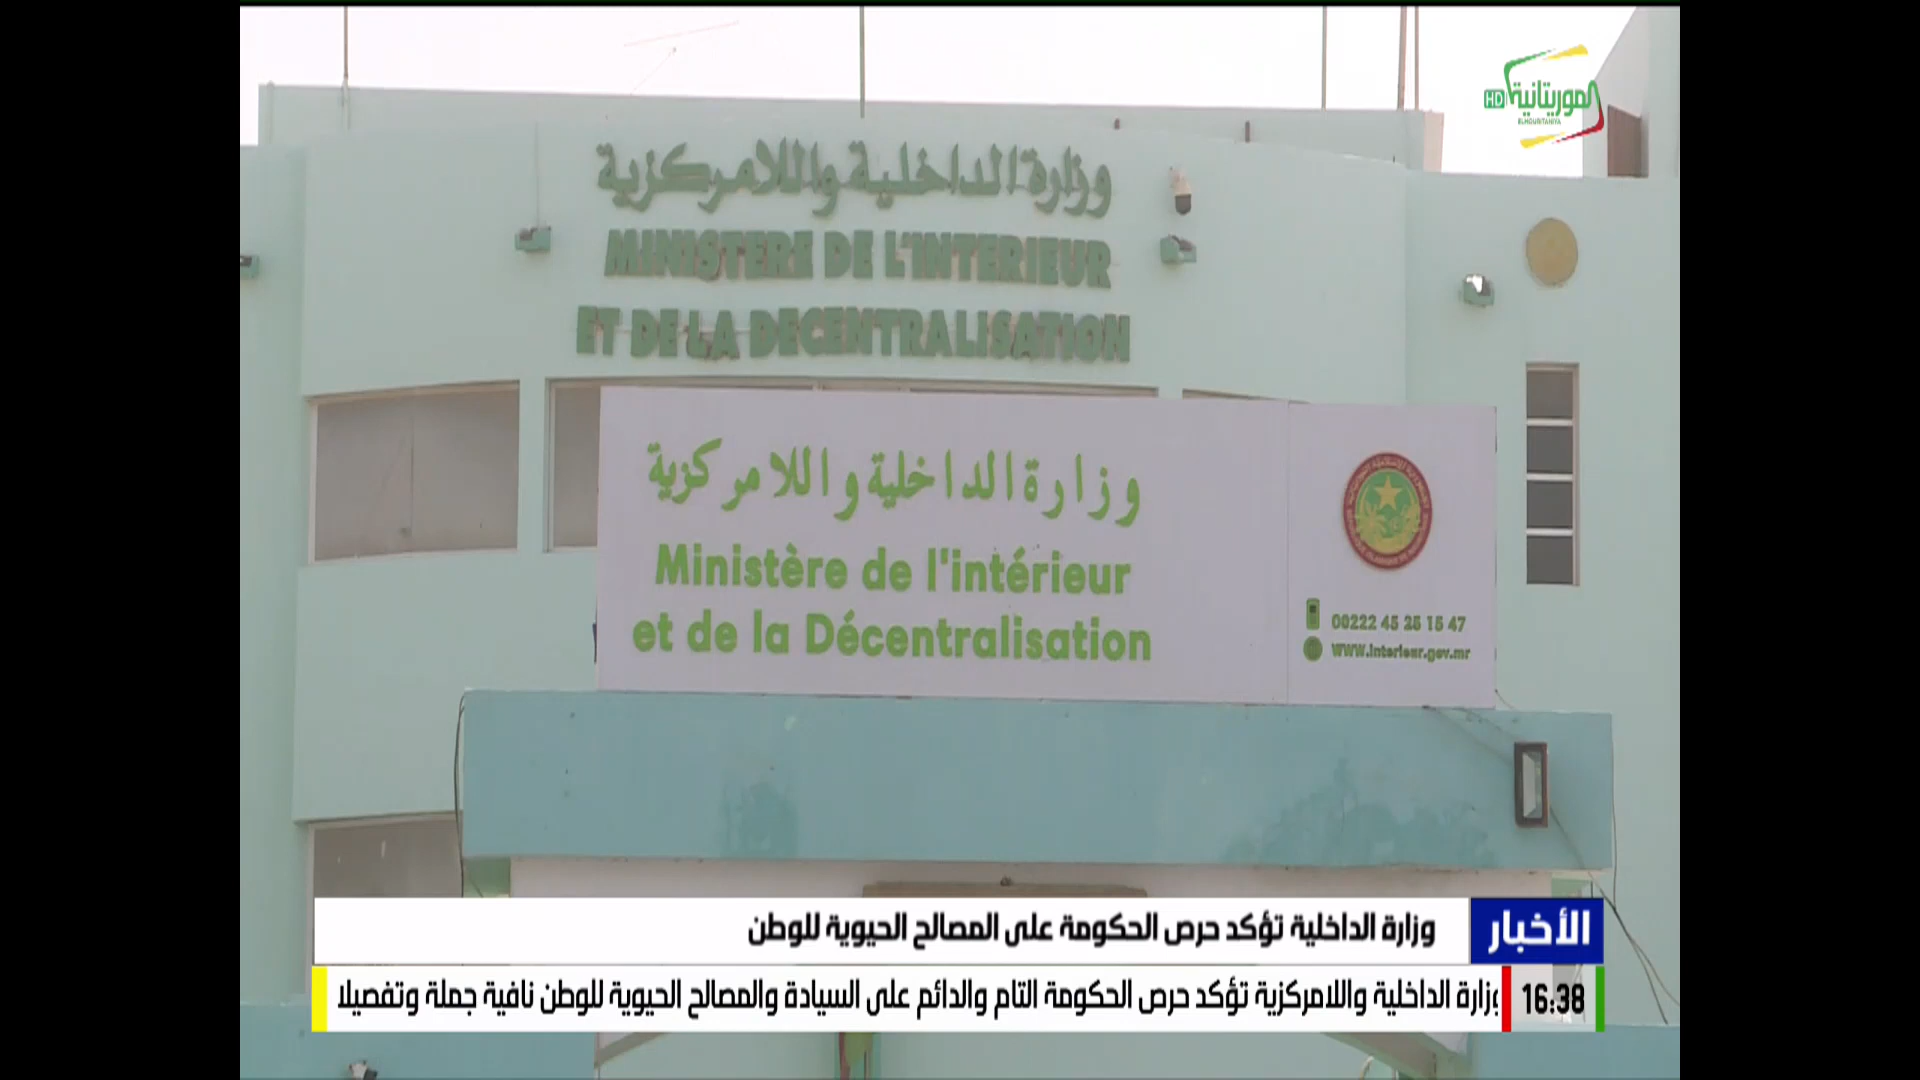 الموريتانية
HD
ELMOURITANIYA
وزارة الداخلية واللامركزية
MINISTERE DE L'INTERIEUR
ET DE LA DECENTRALISATION
وزارة الداخلية واللامركزية
Ministère de l'intérieur
et de la Décentralisation
00222 45 25 15 47
www.interieur.gov.mr
الأخبار
وزارة الداخلية تؤكد حرص الحكومة على المصالح الحيوية للوطن
16:38
وزارة الداخلية واللامركزية تؤكد حرص الحكومة التام والدائم على السيادة والمصالح الحيوية للوطن نافية جملة وتفصيلا